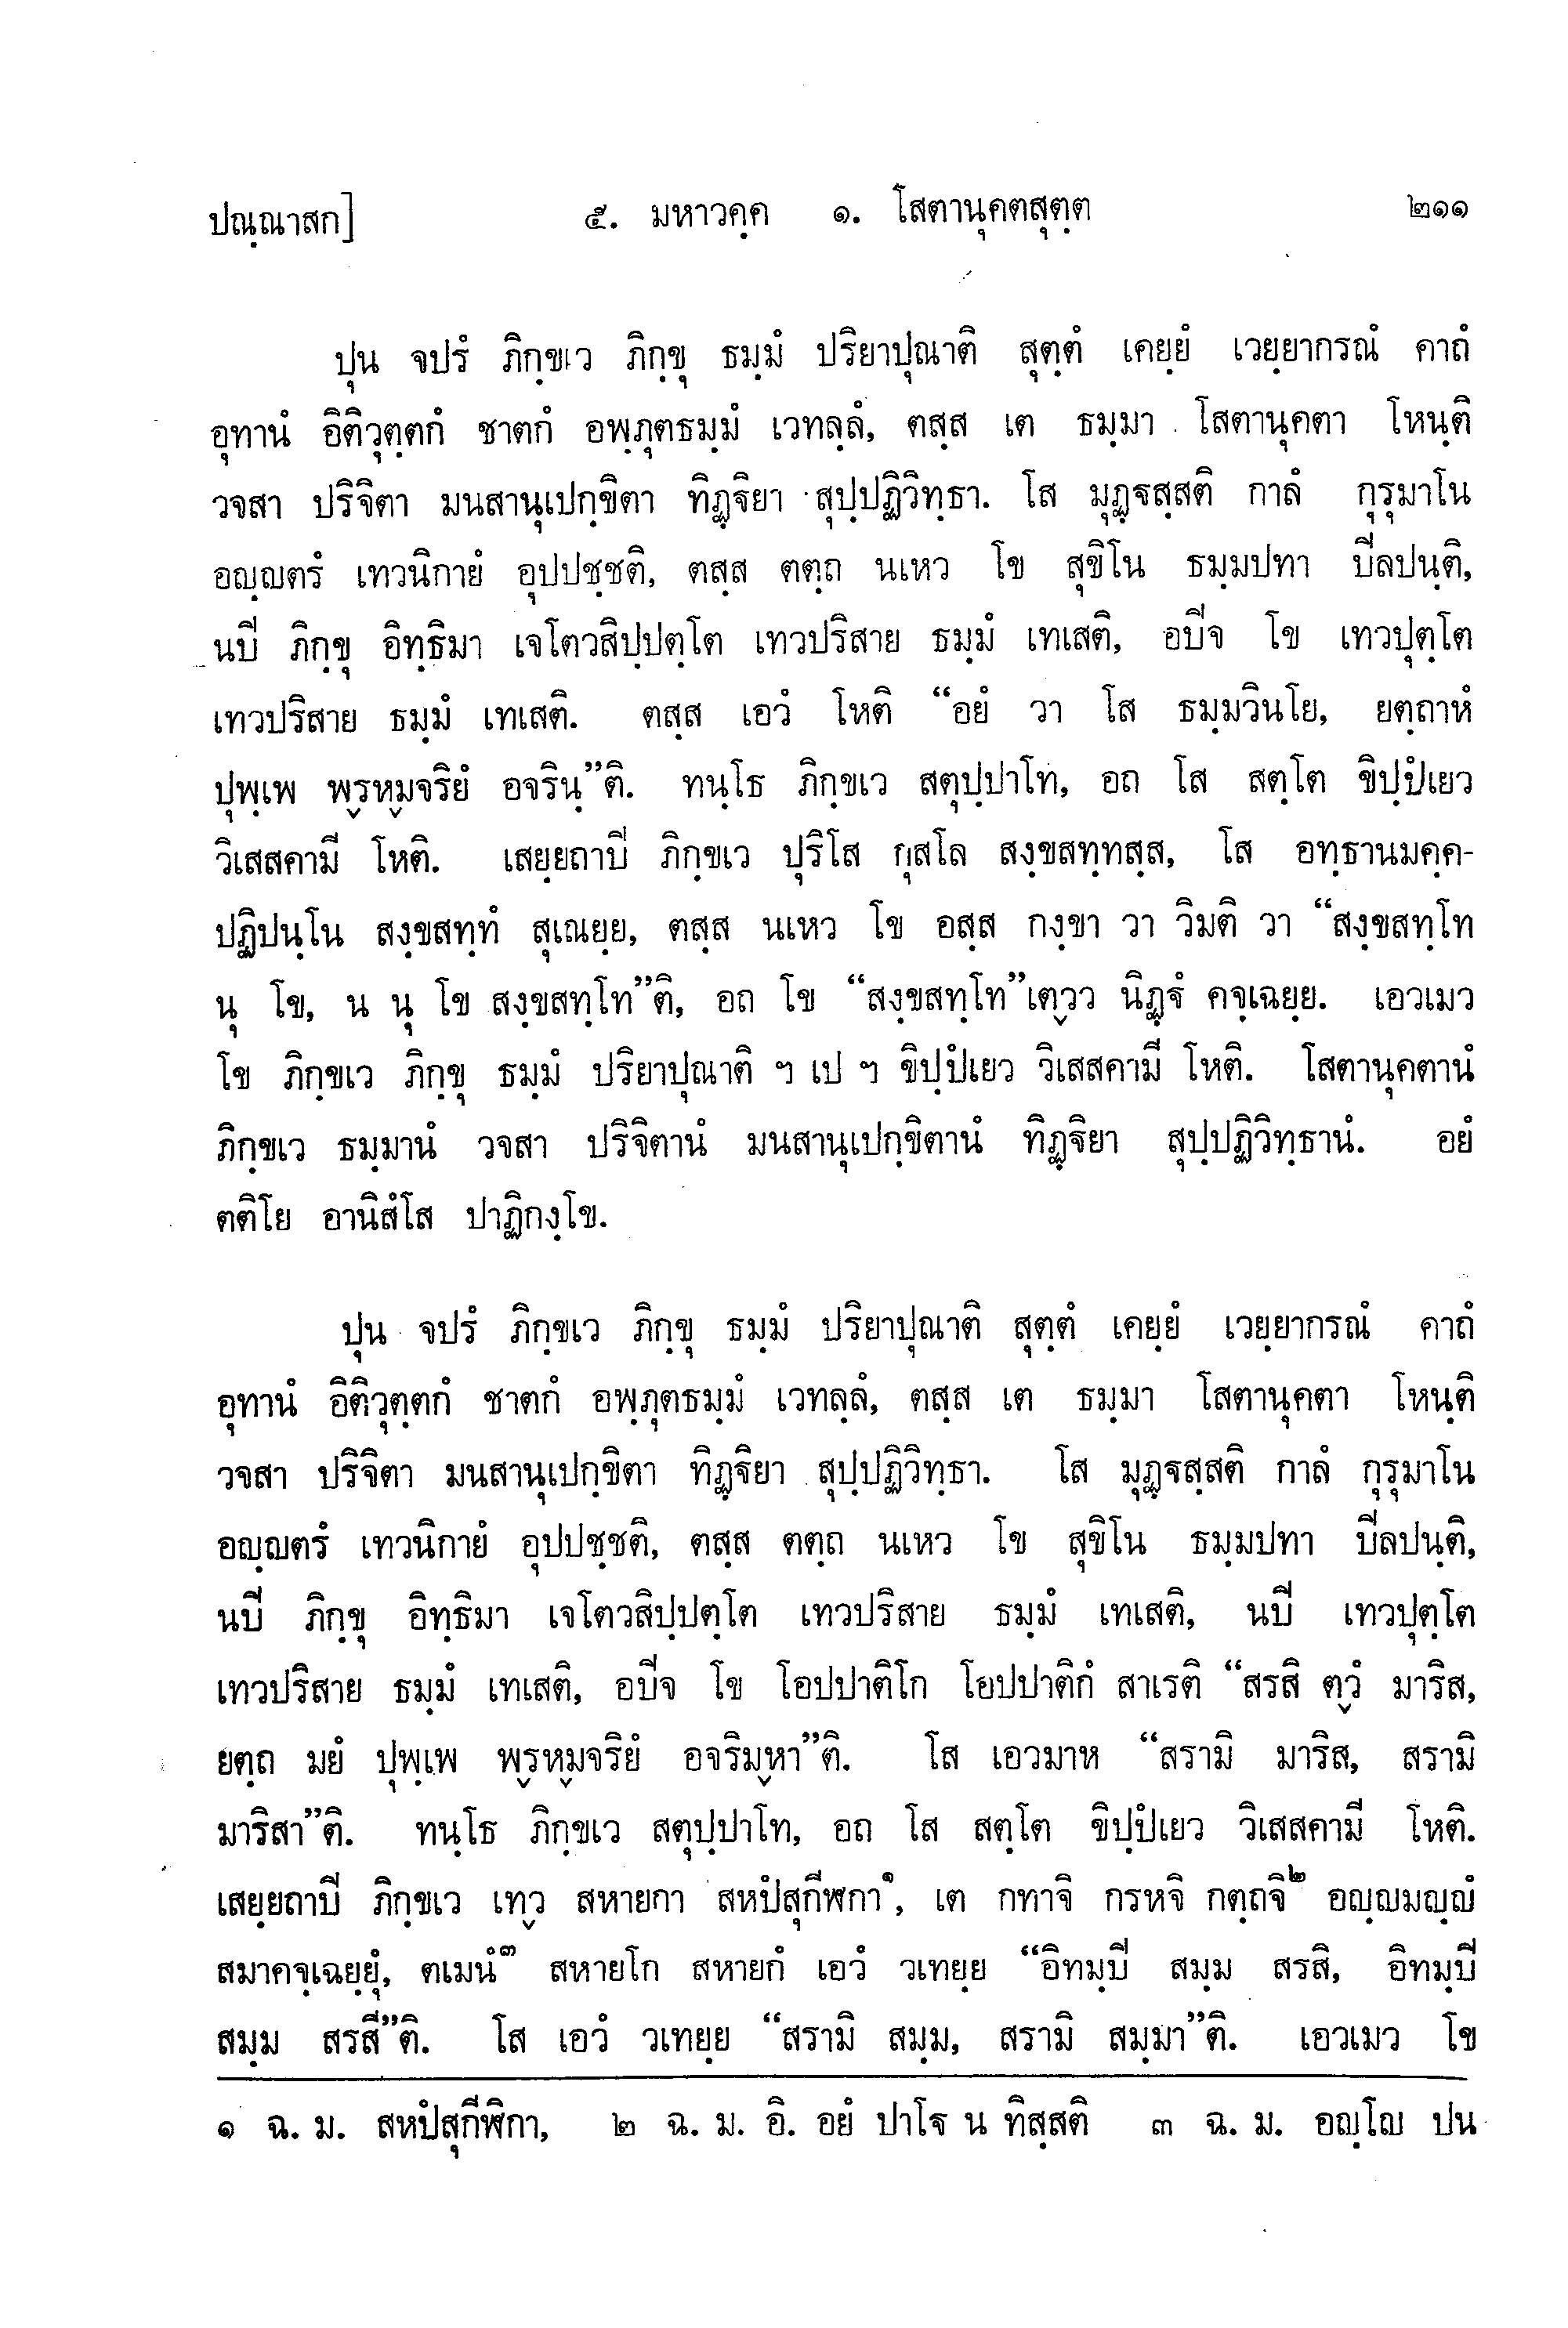 ปณฺณาสก] ๕. มหาวคฺค ๑. โสตานุคตสุตฺต ๒๑๑
ปุน จปรํ ภิกฺขเว ภิกฺขุ ธมฺมํ ปริยาปุณาติ สุตฺตํ เคยฺยํ เวยฺยากรณํ คาถํ
อุทานํ อิติวุตฺตกํ ชาตกํ อพฺภุตธมฺมํ เวทลฺลํ, ตสฺส เต ธมฺมา โสตานุคตา โหนฺติ
วจสา ปริจิตา มนสานุเปกฺขิตา ทิฏฺฐิยา สุปฺปฏิวิทฺธา. โส มุฏฺฐสฺสติ กาลํ กุรุมาโน
อญฺญตรํ เทวนิกายํ อุปปชฺชติ, ตสฺส ตตฺถ นเหว โข สุขิโน ธมฺมปทา ปีลปนฺติ,
นปิ ภิกฺขุ อิทฺธิมา เจโตวสิปฺปตฺโต เทวปริสาย ธมฺมํ เทเสติ, อปิจ โข เทวปุตฺโต
เทวปริสาย ธมฺมํ เทเสติ. ตสฺส เอวํ โหติ “อยํ วา โส ธมฺมวินโย, ยตฺถาหํ
ปุพฺเพ พฺรหฺมจริยํ อจรินฺ”ติ. ทนฺโธ ภิกฺขเว สตุปฺปาโท, อถ โส สตฺโต ขิปฺปํเยว
วิเสสคามี โหติ. เสยฺยถาปิ ภิกฺขเว ปุริโส กุสโล สงฺขสทฺทสฺส, โส อทฺธานมคฺค-
ปฏิปนฺโน สงฺขสทฺทํ สุเณยฺย, ตสฺส นเหว โข อสฺส กงฺขา วา วิมติ วา “สงฺขสทฺโท
นุ โข, น นุ โข สงฺขสทฺโท”ติ, อถ โข “สงฺขสทฺโท”เตฺวว นิฏฺฐํ คจฺเฉยฺย. เอวเมว
โข ภิกฺขเว ภิกฺขุ ธมฺมํ ปริยาปุณาติ ฯ เป ฯ ขิปฺปํเยว วิเสสคามี โหติ. โสตานุคตานํ
ภิกฺขเว ธมฺมานํ วจสา ปริจิตานํ มนสานุเปกฺขิตานํ ทิฏฺฐิยา สุปฺปฏิวิทฺธานํ. อยํ
ตติโย อานิสํโส ปาฏิกงฺโข.
ปุน จปรํ ภิกฺขเว ภิกฺขุ ธมฺมํ ปริยาปุณาติ สุตฺตํ เคยฺยํ เวยฺยากรณํ คาถํ
อุทานํ อิติวุตฺตกํ ชาตกํ อพฺภุตธมฺมํ เวทลฺลํ, ตสฺส เต ธมฺมา โสตานุคตา โหนฺติ
วจสา ปริจิตา มนสานุเปกฺขิตา ทิฏฺฐิยา สุปฺปฏิวิทฺธา. โส มุฏฺฐสฺสติ กาลํ กุรุมาโน
อญฺญตรํ เทวนิกายํ อุปปชฺชติ, ตสฺส ตตฺถ นเหว โข สุขิโน ธมฺมปทา ปีลปนฺติ,
นปิ ภิกฺขุ อิทฺธิมา เจโตวสิปฺปตฺโต เทวปริสาย ธมฺมํ เทเสติ, นปิ เทวปุตฺโต
เทวปริสาย ธมฺมํ เทเสติ, อปิจ โข โอปปาติโก โอปปาติกํ สาเรติ “สรสิ ตฺวํ มาริส,
ยตฺถ มยํ ปุพฺเพ พฺรหฺมจริยํ อจริมฺหา”ติ. โส เอวมาห “สรามิ มาริส, สรามิ
มาริสา”ติ. ทนฺโธ ภิกฺขเว สตุปฺปาโท, อถ โส สตฺโต ขิปฺปํเยว วิเสสคามี โหติ.
เสยฺยถาปิ ภิกฺขเว เทฺว สหายกา สหปํสุกีฬกา๑, เต กทาจิ กรหจิ กตฺถจิ๒ อญฺญมญฺญํ
สมาคจฺเฉยฺยุํ, ตเมนํ๓ สหายโก สหายกํ เอวํ วเทยฺย “อิทมฺปิ สมฺม สรสิ, อิทมฺปิ
สมฺม สรสี”ติ. โส เอวํ วเทยฺย “สรามิ สมฺม, สรามิ สมฺมา”ติ. เอวเมว โข
๑ ฉ. ม. สหปํสุกีฬิกา, ๒ ฉ. ม. อิ. อยํ ปาโฐ น ทิสฺสติ ๓ ฉ. ม. อญฺโญ ปน